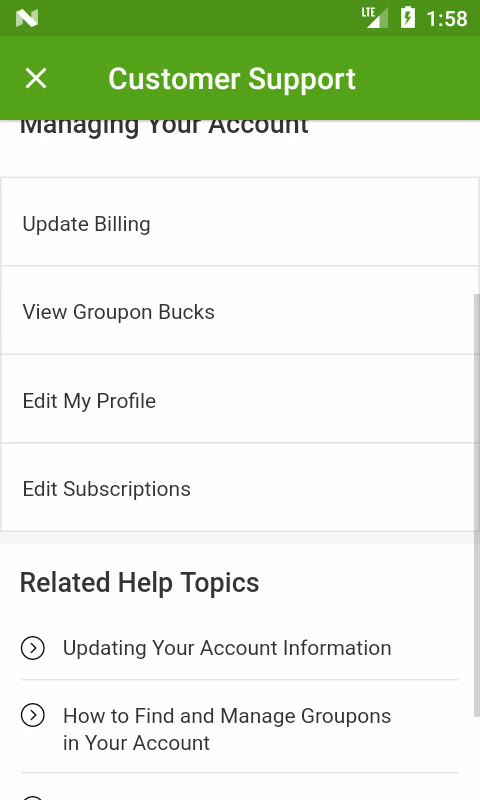 LTE 1:58
Customer Support
Managing Your Account
Update Billing
View Groupon Bucks
Edit My Profile
Edit Subscriptions
Related Help Topics
Updating Your Account Information
How to Find and Manage Groupons
in Your Account